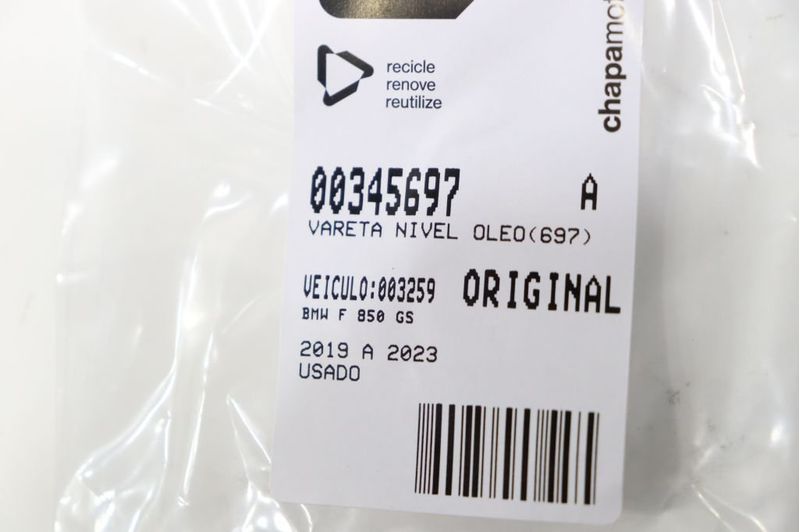 recicle
renove
reutilize
chapamo
00345697 A
VARETA NIVEL OLEO(697)
VEICULO:003259 ORIGINAL
BMW F 850 GS
2019 A 2023
USADO